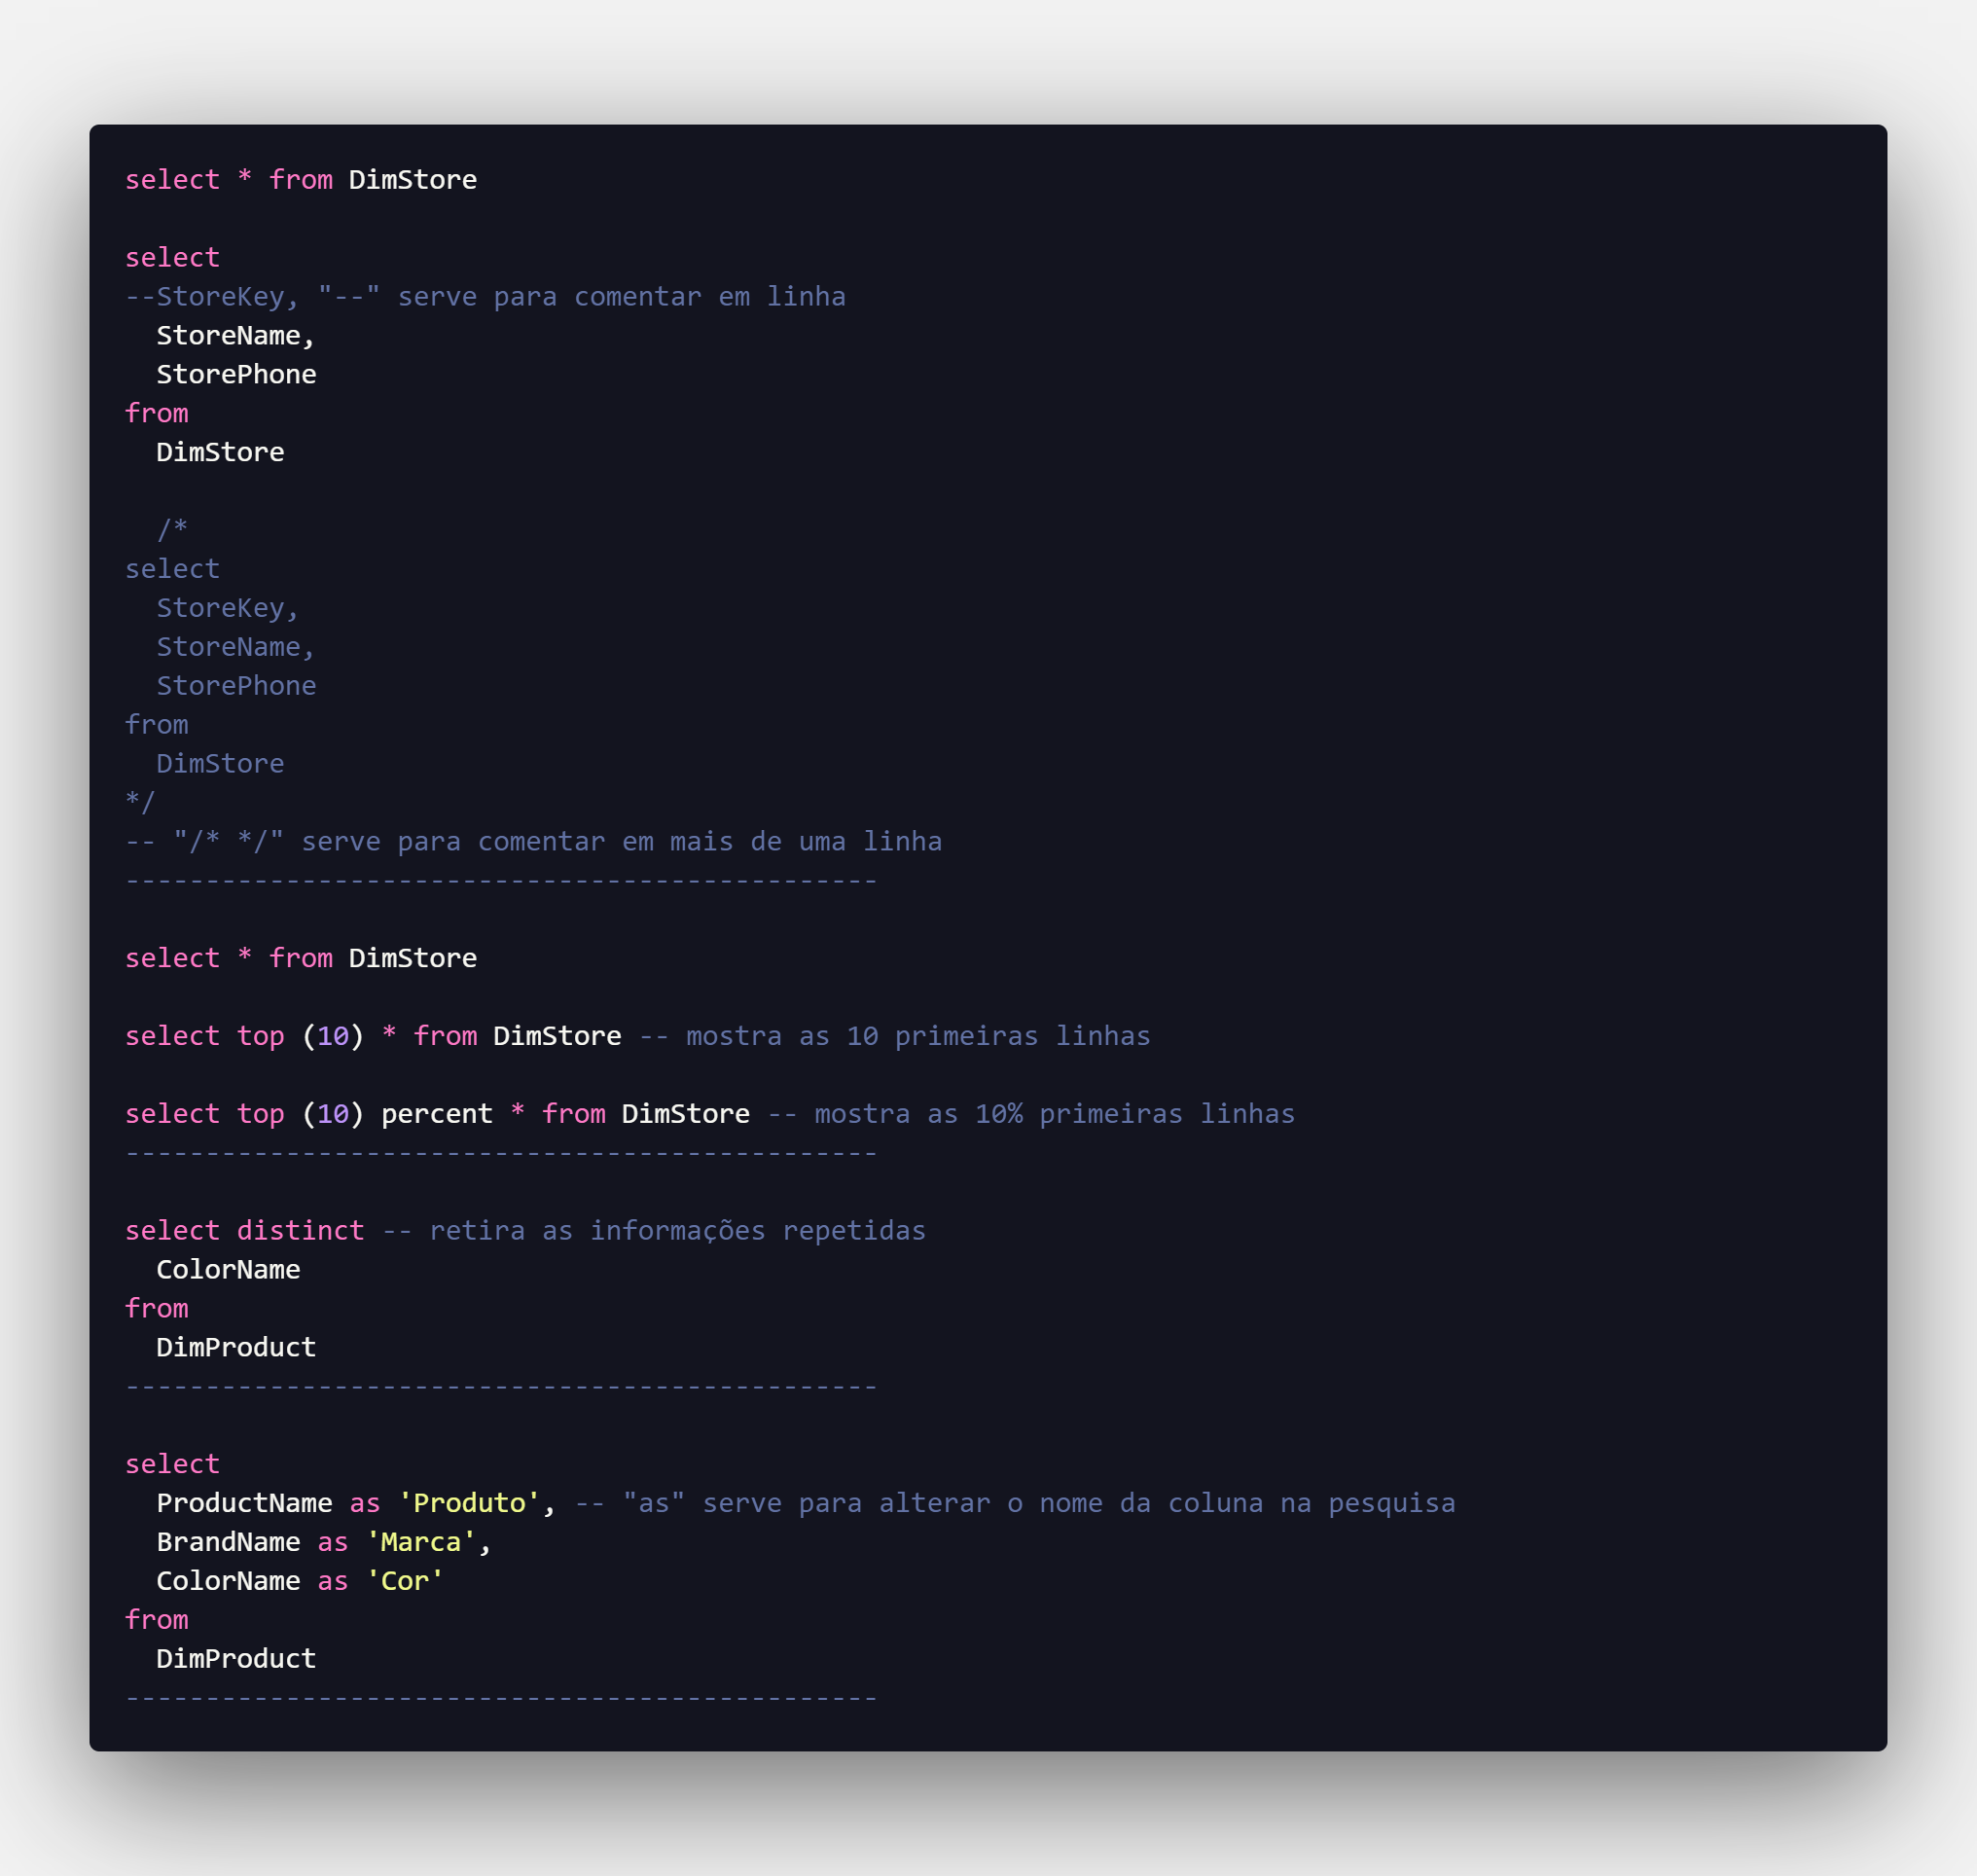 select * from DimStore

select
--StoreKey, "--" serve para comentar em linha
  StoreName,
  StorePhone
from
  DimStore

  /*
select
  StoreKey,
  StoreName,
  StorePhone
from
  DimStore
*/
-- "/* */" serve para comentar em mais de uma linha
-----------------------------------------------

select * from DimStore

select top (10) * from DimStore -- mostra as 10 primeiras linhas

select top (10) percent * from DimStore -- mostra as 10% primeiras linhas
-----------------------------------------------

select distinct -- retira as informações repetidas
  ColorName
from
  DimProduct
-----------------------------------------------

select
  ProductName as 'Produto', -- "as" serve para alterar o nome da coluna na pesquisa
  BrandName as 'Marca',
  ColorName as 'Cor'
from
  DimProduct
-----------------------------------------------